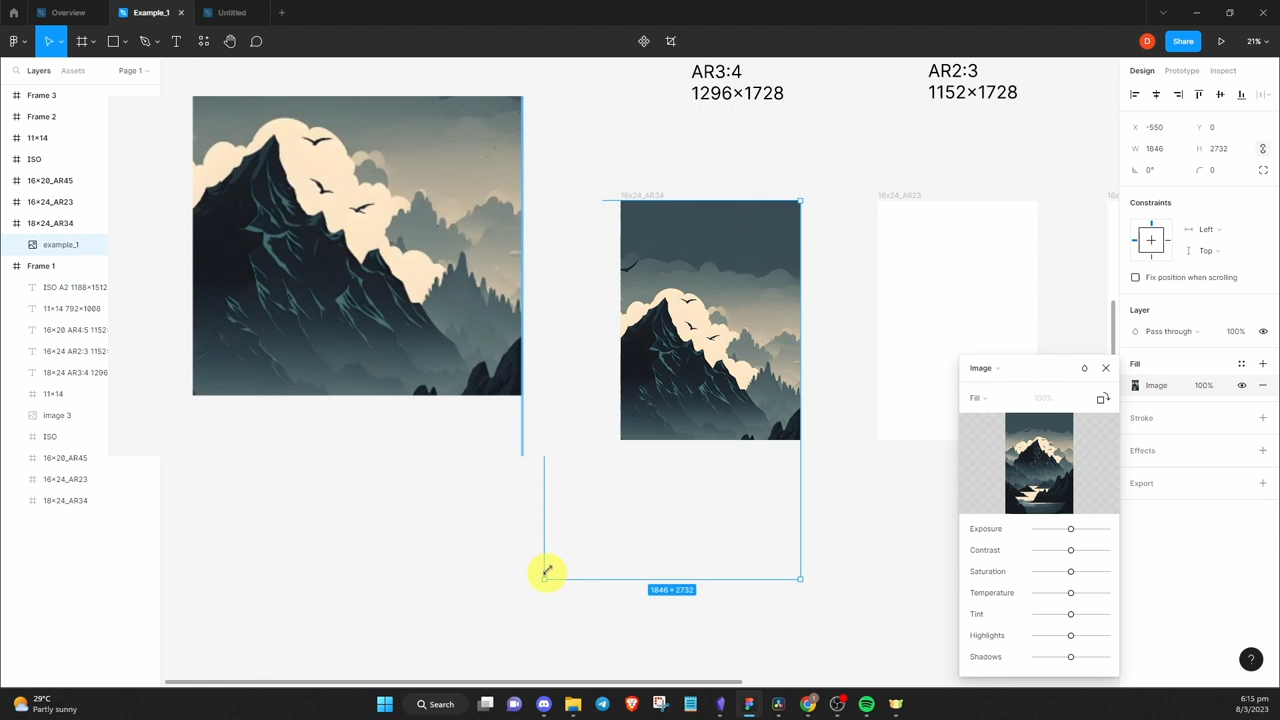 Overview
Example_1
Untitled
D
Share
21%
Layers
Assets
Page 1
Frame 3
Frame 2
11×14
ISO
16×20_AR45
16×24_AR23
18×24_AR34
example_1
Frame 1
ISO A2 1188×1512
11×14 792×1008
16×20 AR4:5 1152
16×24 AR2:3 1152
18×24 AR3:4 1296
11×14
image 3
ISO
16×20_AR45
16×24_AR23
18×24_AR34
AR3:4
1296×1728
AR2:3
1152×1728
18x24_AR34
16x24_AR23
1846 × 2732
Design
Prototype
Inspect
X -550
Y 0
W 1846
H 2732
0°
0
Constraints
Left
Top
Fix position when scrolling
Layer
Pass through
100%
Fill
Image
100%
Stroke
Effects
Export
Image
Fill
100%
Exposure
Contrast
Saturation
Temperature
Tint
Highlights
Shadows
?
29°C
Partly sunny
Search
6:15 PM
8/3/2023